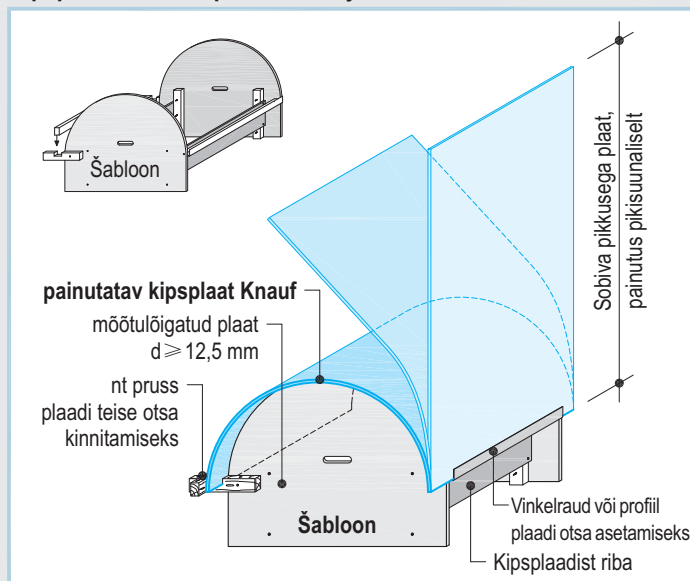 Šabloon
Sobiva pikkusega plaat,
painutus pikisuunaliselt
painutatav kipsplaat Knauf
mõõtulõigatud plaat
d ≥ 12,5 mm
nt pruss
plaadi teise otsa
kinnitamiseks
Šabloon
Vinkelraud või profiil
plaadi otsa asetamiseks
Kipsplaadist riba